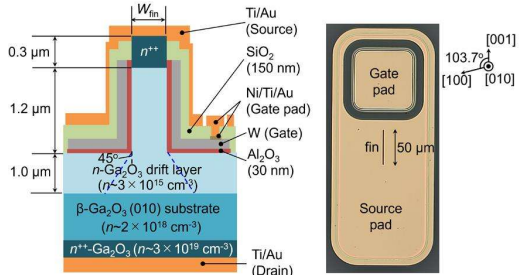 W_fin
Ti/Au
(Source)
0.3 µm
n⁺⁺
SiO₂
(150 nm)
1.2 µm
Ni/Ti/Au
(Gate pad)
W (Gate)
Al₂O₃
(30 nm)
45°
1.0 µm
n-Ga₂O₃ drift layer
(n~3 × 10¹⁵ cm⁻³)
β-Ga₂O₃ (010) substrate
(n~2 × 10¹⁸ cm⁻³)
n⁺⁺-Ga₂O₃ (n~3 × 10¹⁹ cm⁻³)
Ti/Au
(Drain)
Gate
pad
fin
50 µm
Source
pad
[001]
103.7°
[100]
[010]